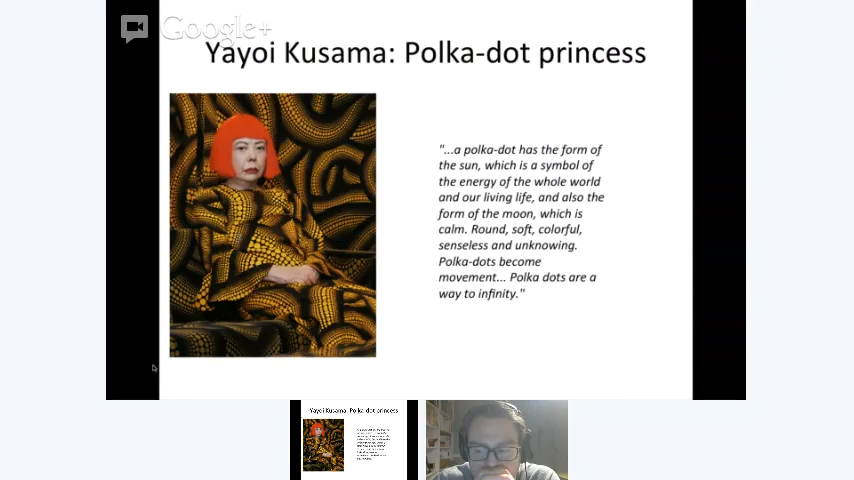 Google+
Yayoi Kusama: Polka-dot princess
"...a polka-dot has the form of
the sun, which is a symbol of
the energy of the whole world
and our living life, and also the
form of the moon, which is
calm. Round, soft, colorful,
senseless and unknowing.
Polka-dots become
movement... Polka dots are a
way to infinity."
Yayoi Kusama: Polka-dot princess